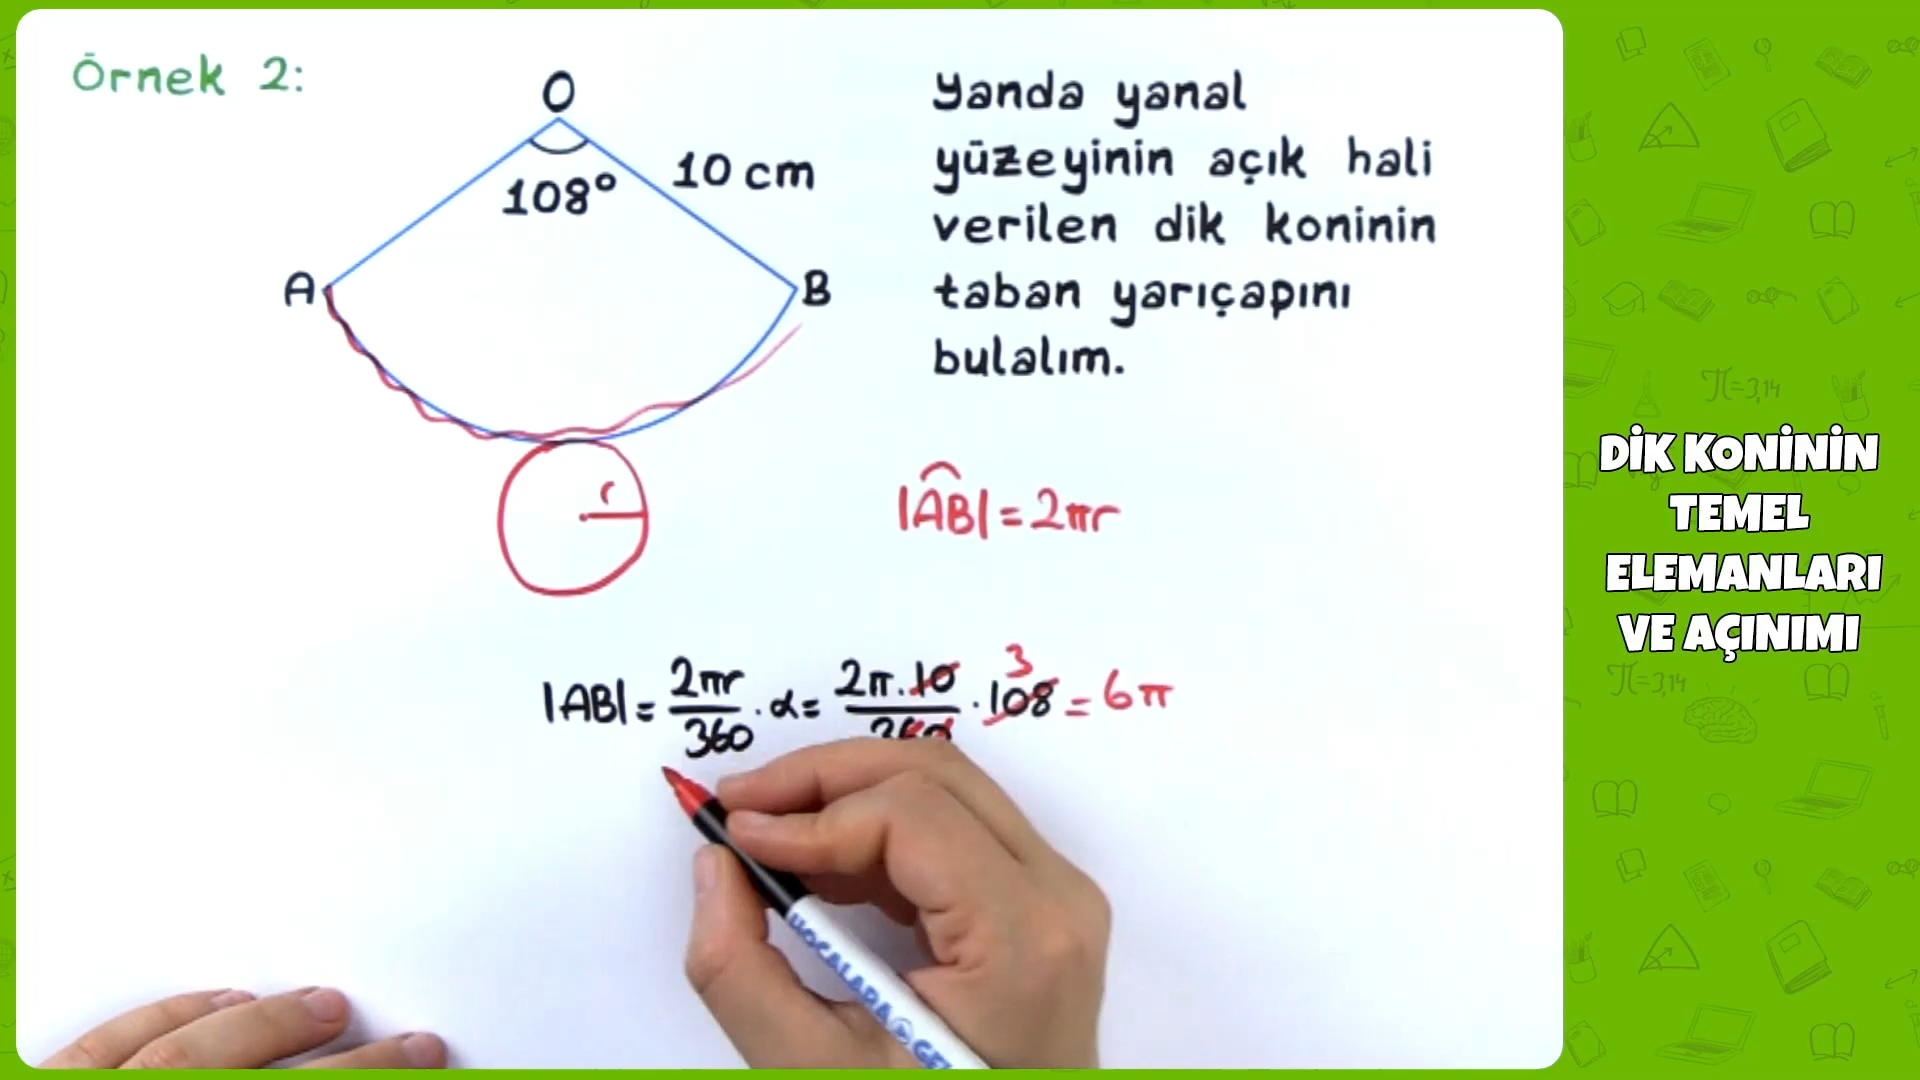 Örnek 2:
O
108°
10 cm
A
B
r
Yanda yanal
yüzeyinin açık hali
verilen dik koninin
taban yarıçapını
bulalım.
|AB| = 2πr
3
|AB| = 2πr/360 . α = 2π.10/360 . 108 = 6π
HOCALARA GE
DİK KONİNİN
TEMEL
ELEMANLARI
VE AÇINIMI
π=3,14
π=3,14